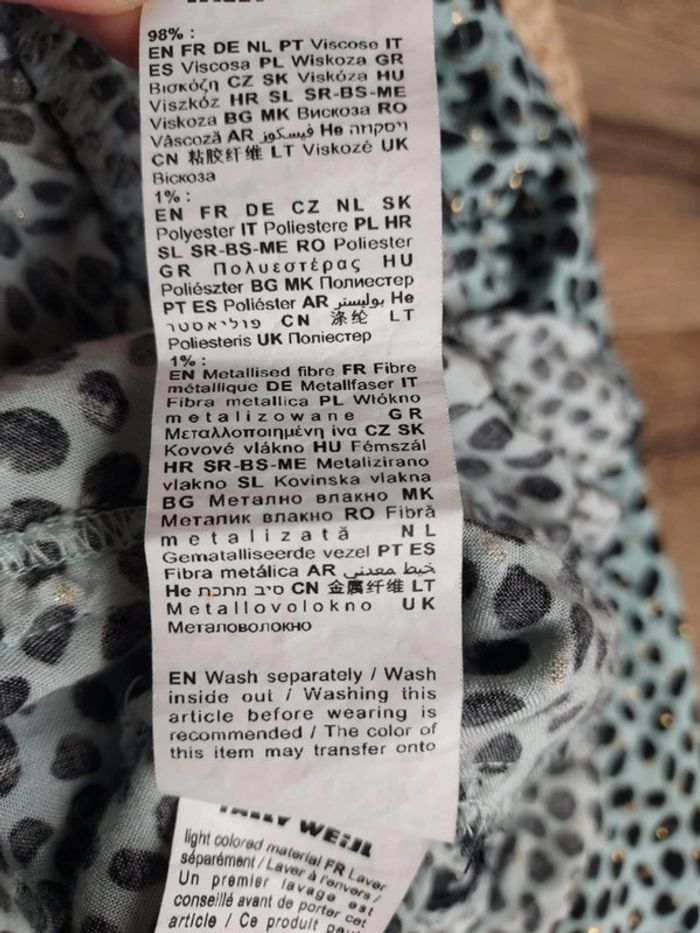 98% :
EN FR DE NL PT Viscose IT
ES Viscosa PL Wiskoza GR
Βισκόζη CZ SK Viskóza HU
Viszkóz HR SL SR-BS-ME
Viskoza BG MK Вискоза RO
Vâscoză AR فيسكوز He ויסקוזה
CN 粘胶纤维 LT Viskozė UK
Віскоза
1% :
EN FR DE CZ NL SK
Polyester IT Poliestere PL HR
SL SR-BS-ME RO Poliester
GR Πολυεστέρας HU
Poliészter BG MK Полиестер
PT ES Poliéster AR بوليستر He
פוליאסטר CN 涤纶 LT
Poliesteris UK Поліестер
1% :
EN Metallised fibre FR Fibre
métallique DE Metallfaser IT
Fibra metallica PL Włókno
metalizowane GR
Μεταλλοποιημένη ίνα CZ SK
Kovové vlákno HU Fémszál
HR SR-BS-ME Metalizirano
vlakno SL Kovinska vlakna
BG Метално влакно MK
Металик влакно RO Fibră
metalizată NL
Gematalliseerde vezel PT ES
Fibra metálica AR خيط معدني
He סיב מתכת CN 金属纤维 LT
Metallovolokno UK
Металоволокно
EN Wash separately / Wash
inside out / Washing this
article before wearing is
recommended / The color of
this item may transfer onto
TALLY WEiJL
light colored material FR Laver
séparément / Laver à l'envers /
Un premier lavage est
conseillé avant de porter cet
article / Ce produit peut